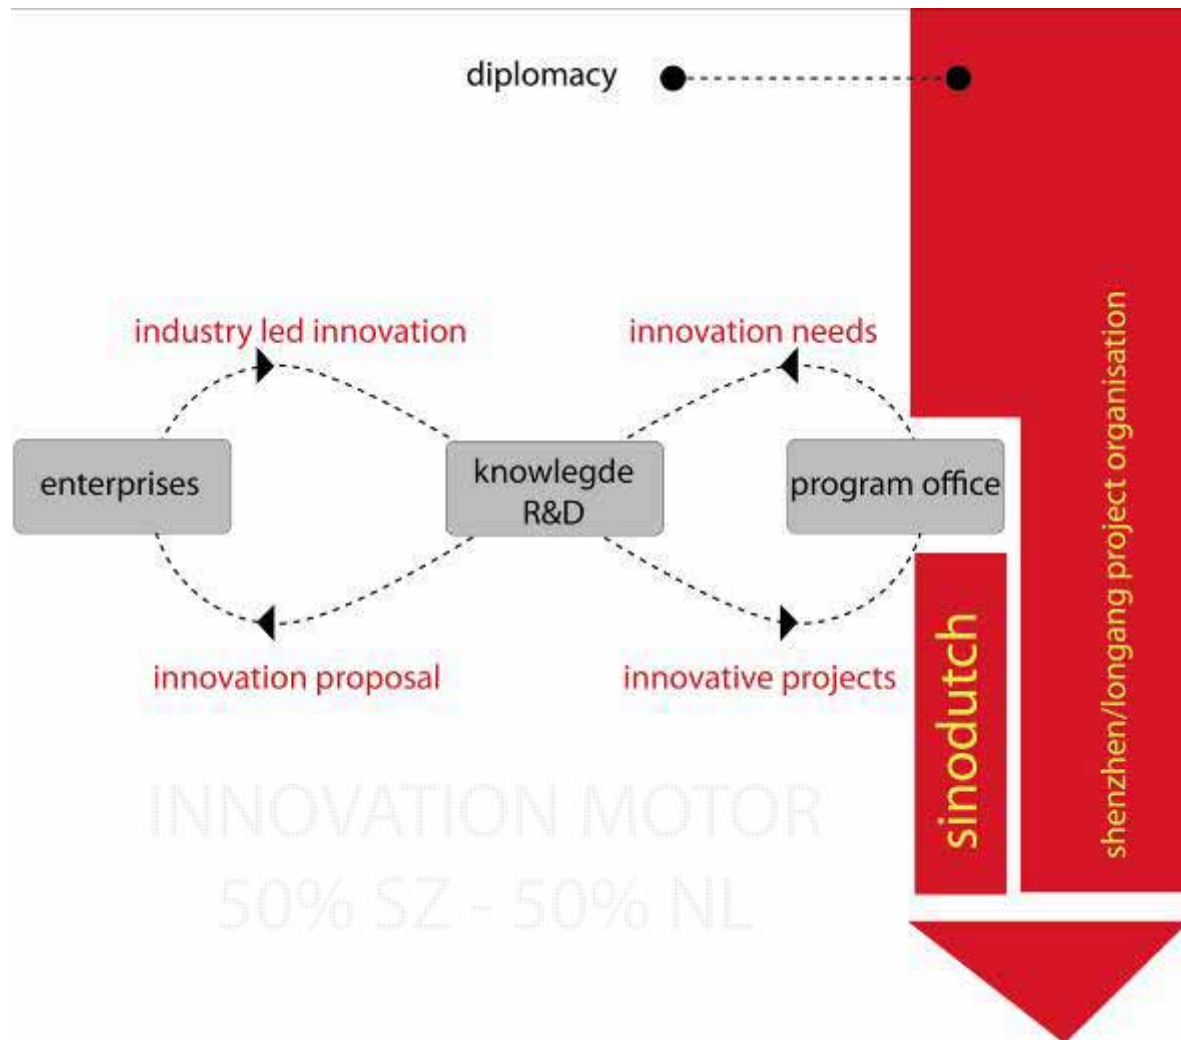 diplomacy
industry led innovation
innovation needs
enterprises
knowlegde
R&D
program office
innovation proposal
innovative projects
sinodutch
shenzhen/longang project organisation
INNOVATION MOTOR
50% SZ - 50% NL